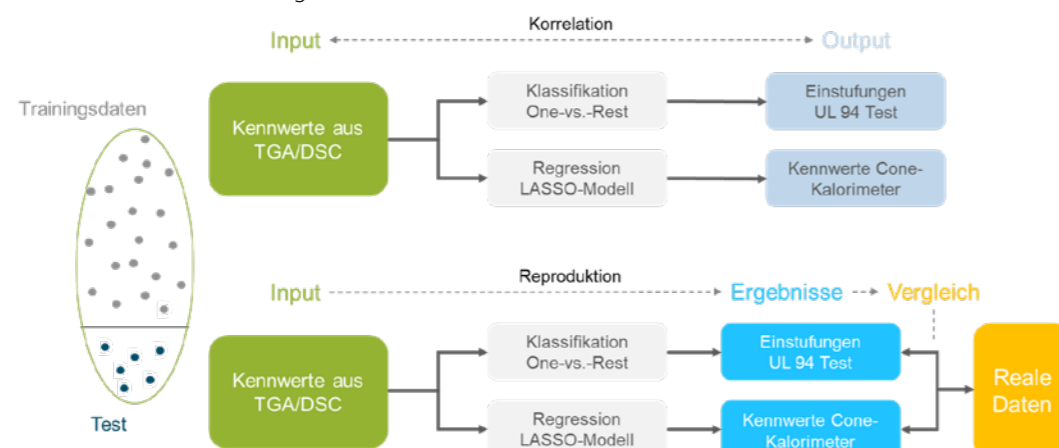 Korrelation
Input
Output
Trainingsdaten
Kennwerte aus
TGA/DSC
Klassifikation
One-vs.-Rest
Einstufungen
UL 94 Test
Regression
LASSO-Modell
Kennwerte Cone-
Kalorimeter
Reproduktion
Input
Ergebnisse
Vergleich
Kennwerte aus
TGA/DSC
Klassifikation
One-vs.-Rest
Einstufungen
UL 94 Test
Regression
LASSO-Modell
Kennwerte Cone-
Kalorimeter
Reale
Daten
Test